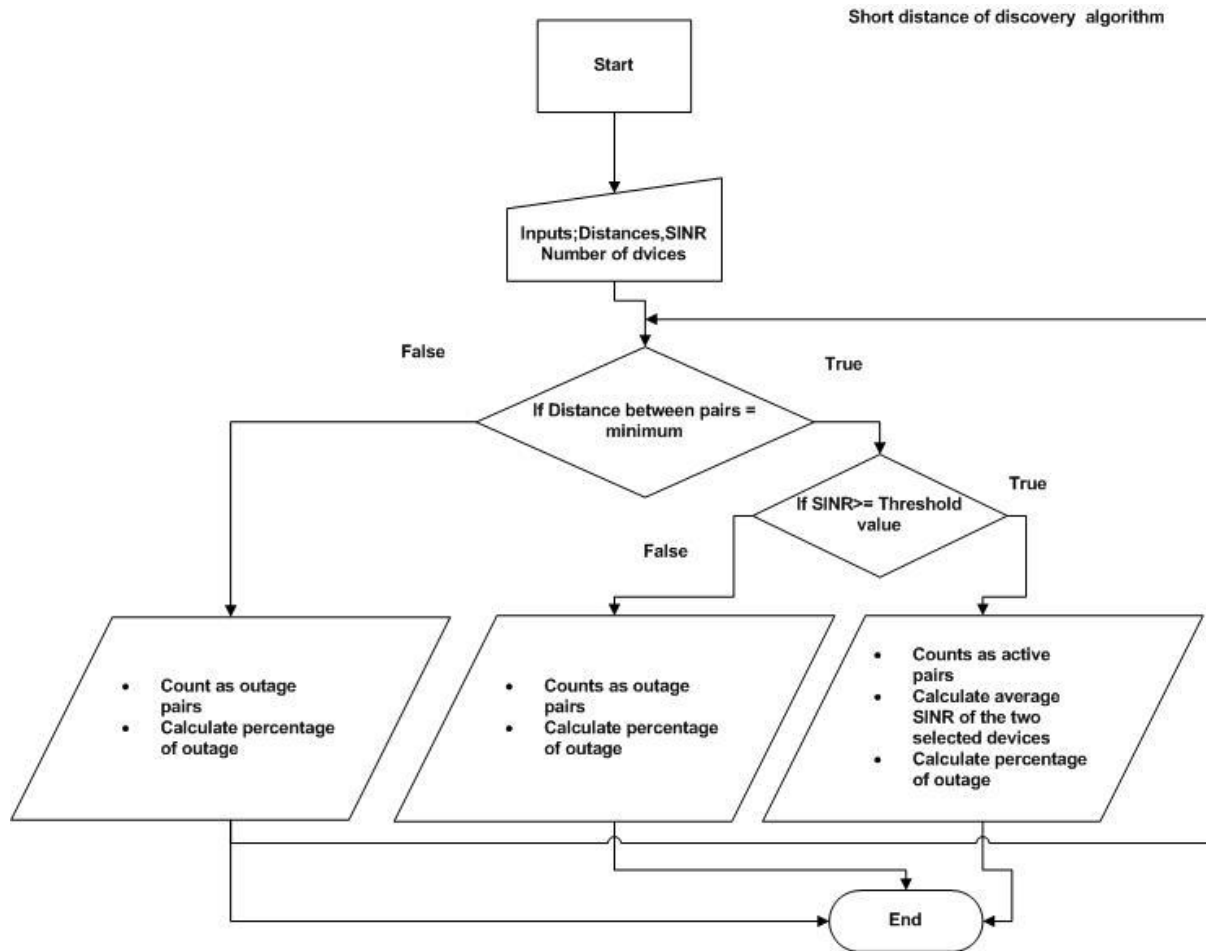 Short distance of discovery algorithm
Start
Inputs;Distances,SINR
Number of dvices
False
True
If Distance between pairs =
minimum
If SINR>= Threshold
value
True
False
• Count as outage
pairs
• Calculate percentage
of outage
• Counts as outage
pairs
• Calculate percentage
of outage
• Counts as active
pairs
• Calculate average
SINR of the two
selected devices
• Calculate percentage
of outage
End